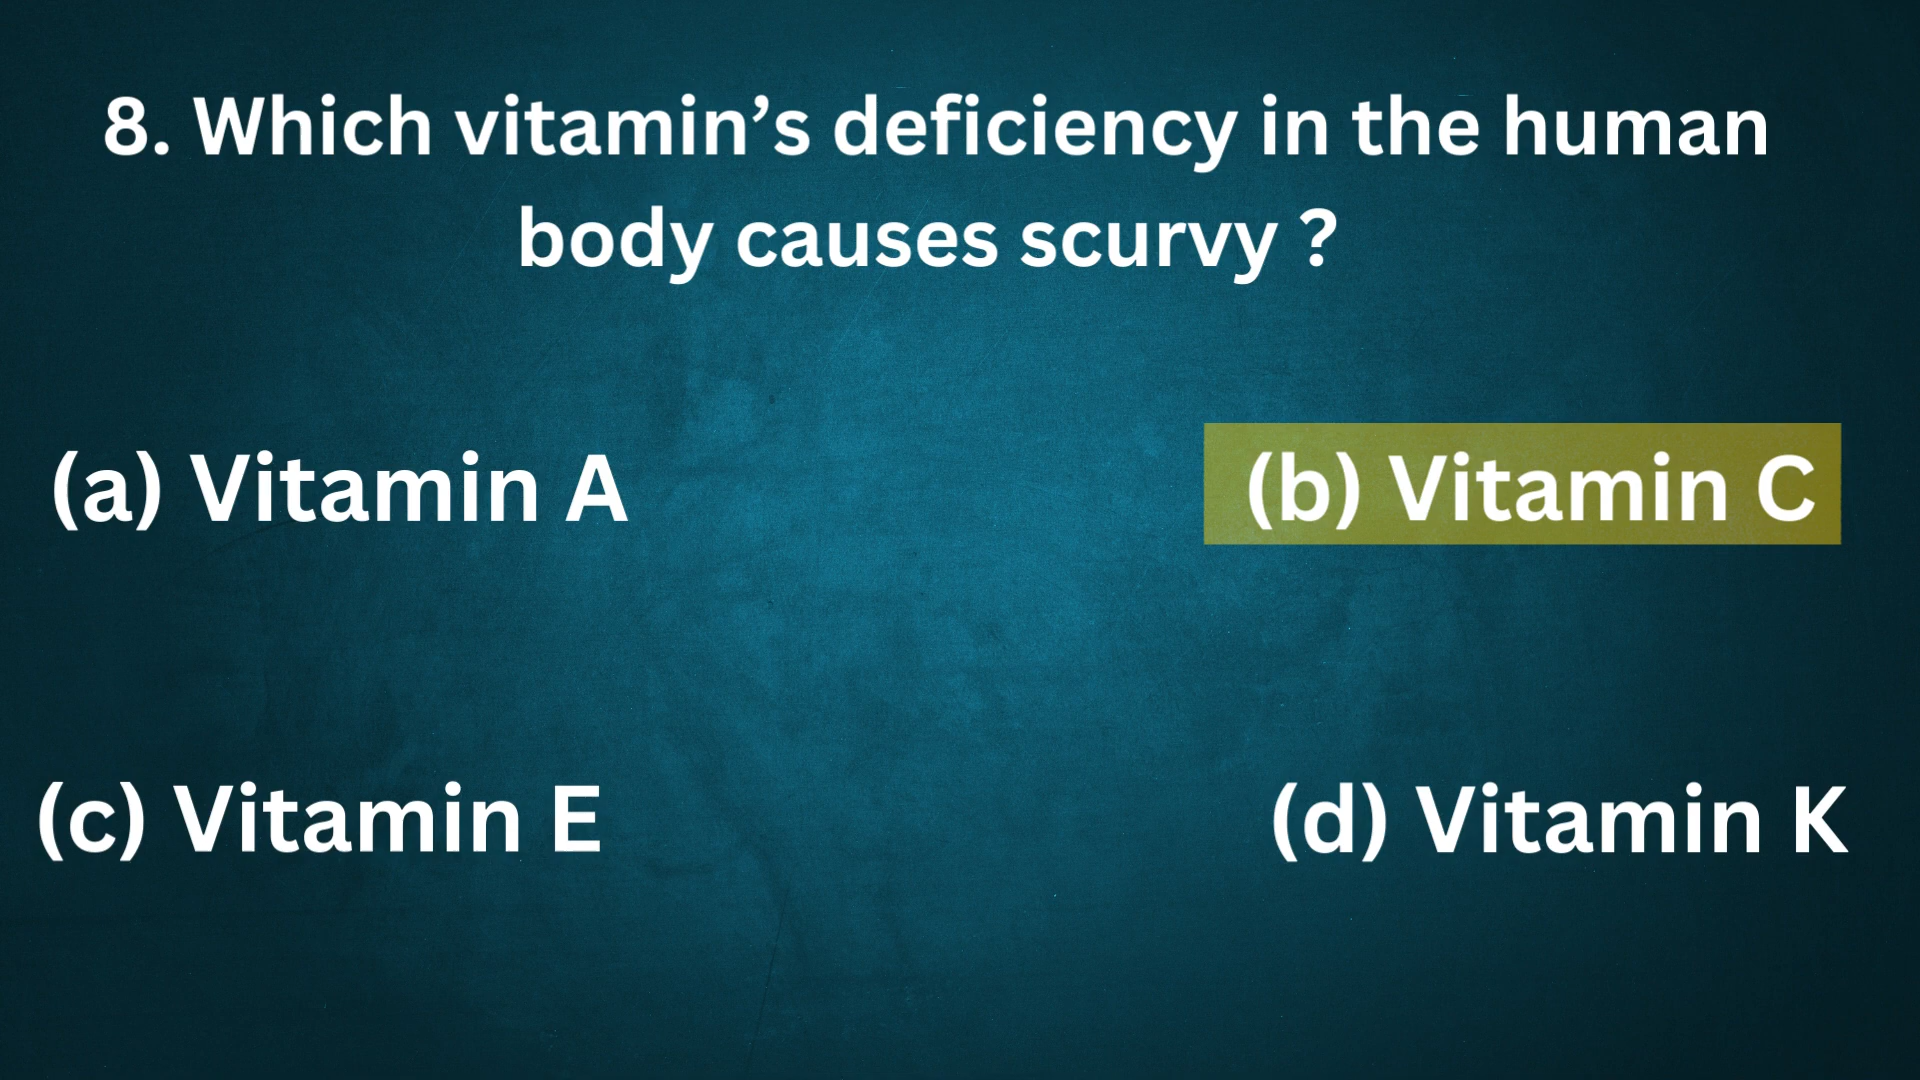 8. Which vitamin’s deficiency in the human
body causes scurvy ?
(a) Vitamin A
(b) Vitamin C
(c) Vitamin E
(d) Vitamin K